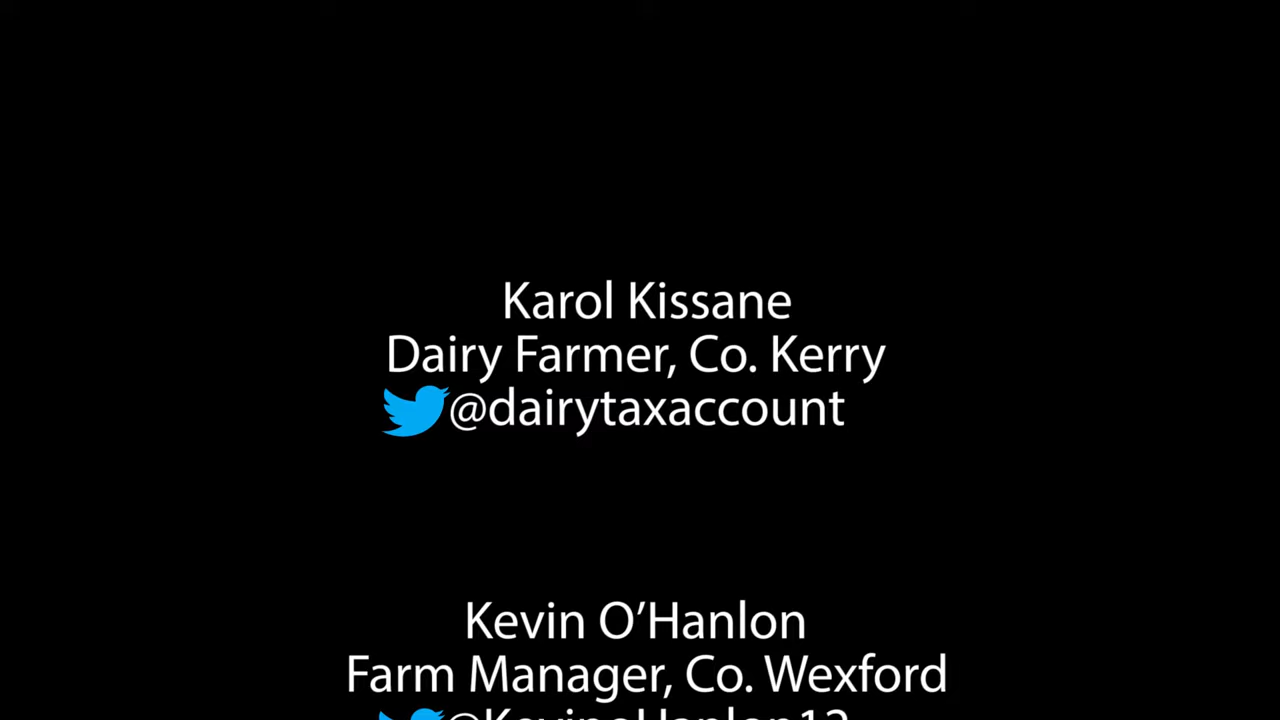 Karol Kissane
Dairy Farmer, Co. Kerry
@dairytaxaccount
Kevin O’Hanlon
Farm Manager, Co. Wexford